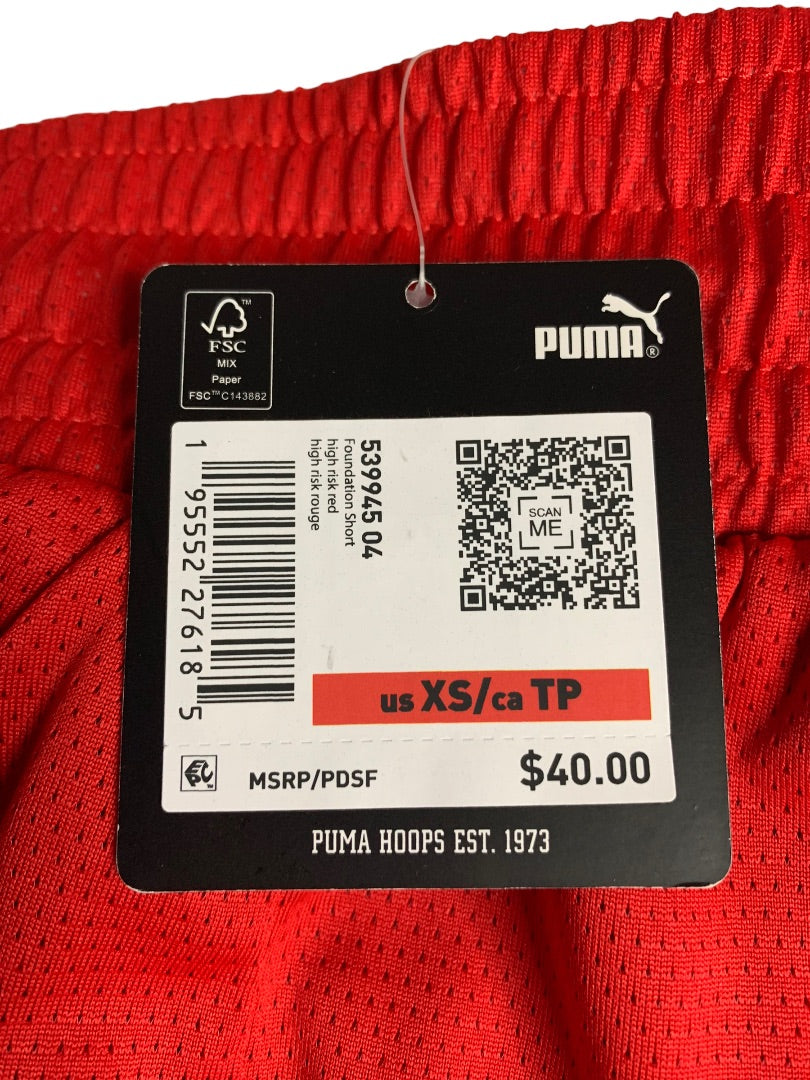 FSC™
MIX
Paper
FSC™ C143882
PUMA®
539945 04
Foundation Short
high risk red
high risk rouge
1 95552 27618 5
SCAN
ME
us XS/ca TP
MSRP/PDSF
$40.00
PUMA HOOPS EST. 1973